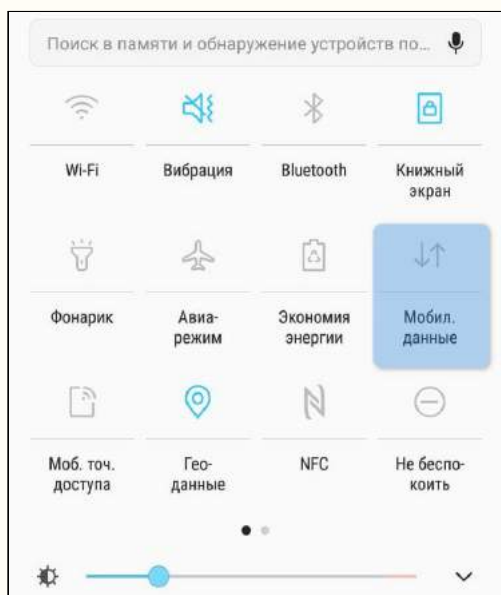 Поиск в памяти и обнаружение устройств по...
Wi-Fi
Вибрация
Bluetooth
Книжный
экран
Фонарик
Авиа-
режим
Экономия
энергии
Мобил.
данные
Моб. точ.
доступа
Гео-
данные
NFC
Не беспо-
коить